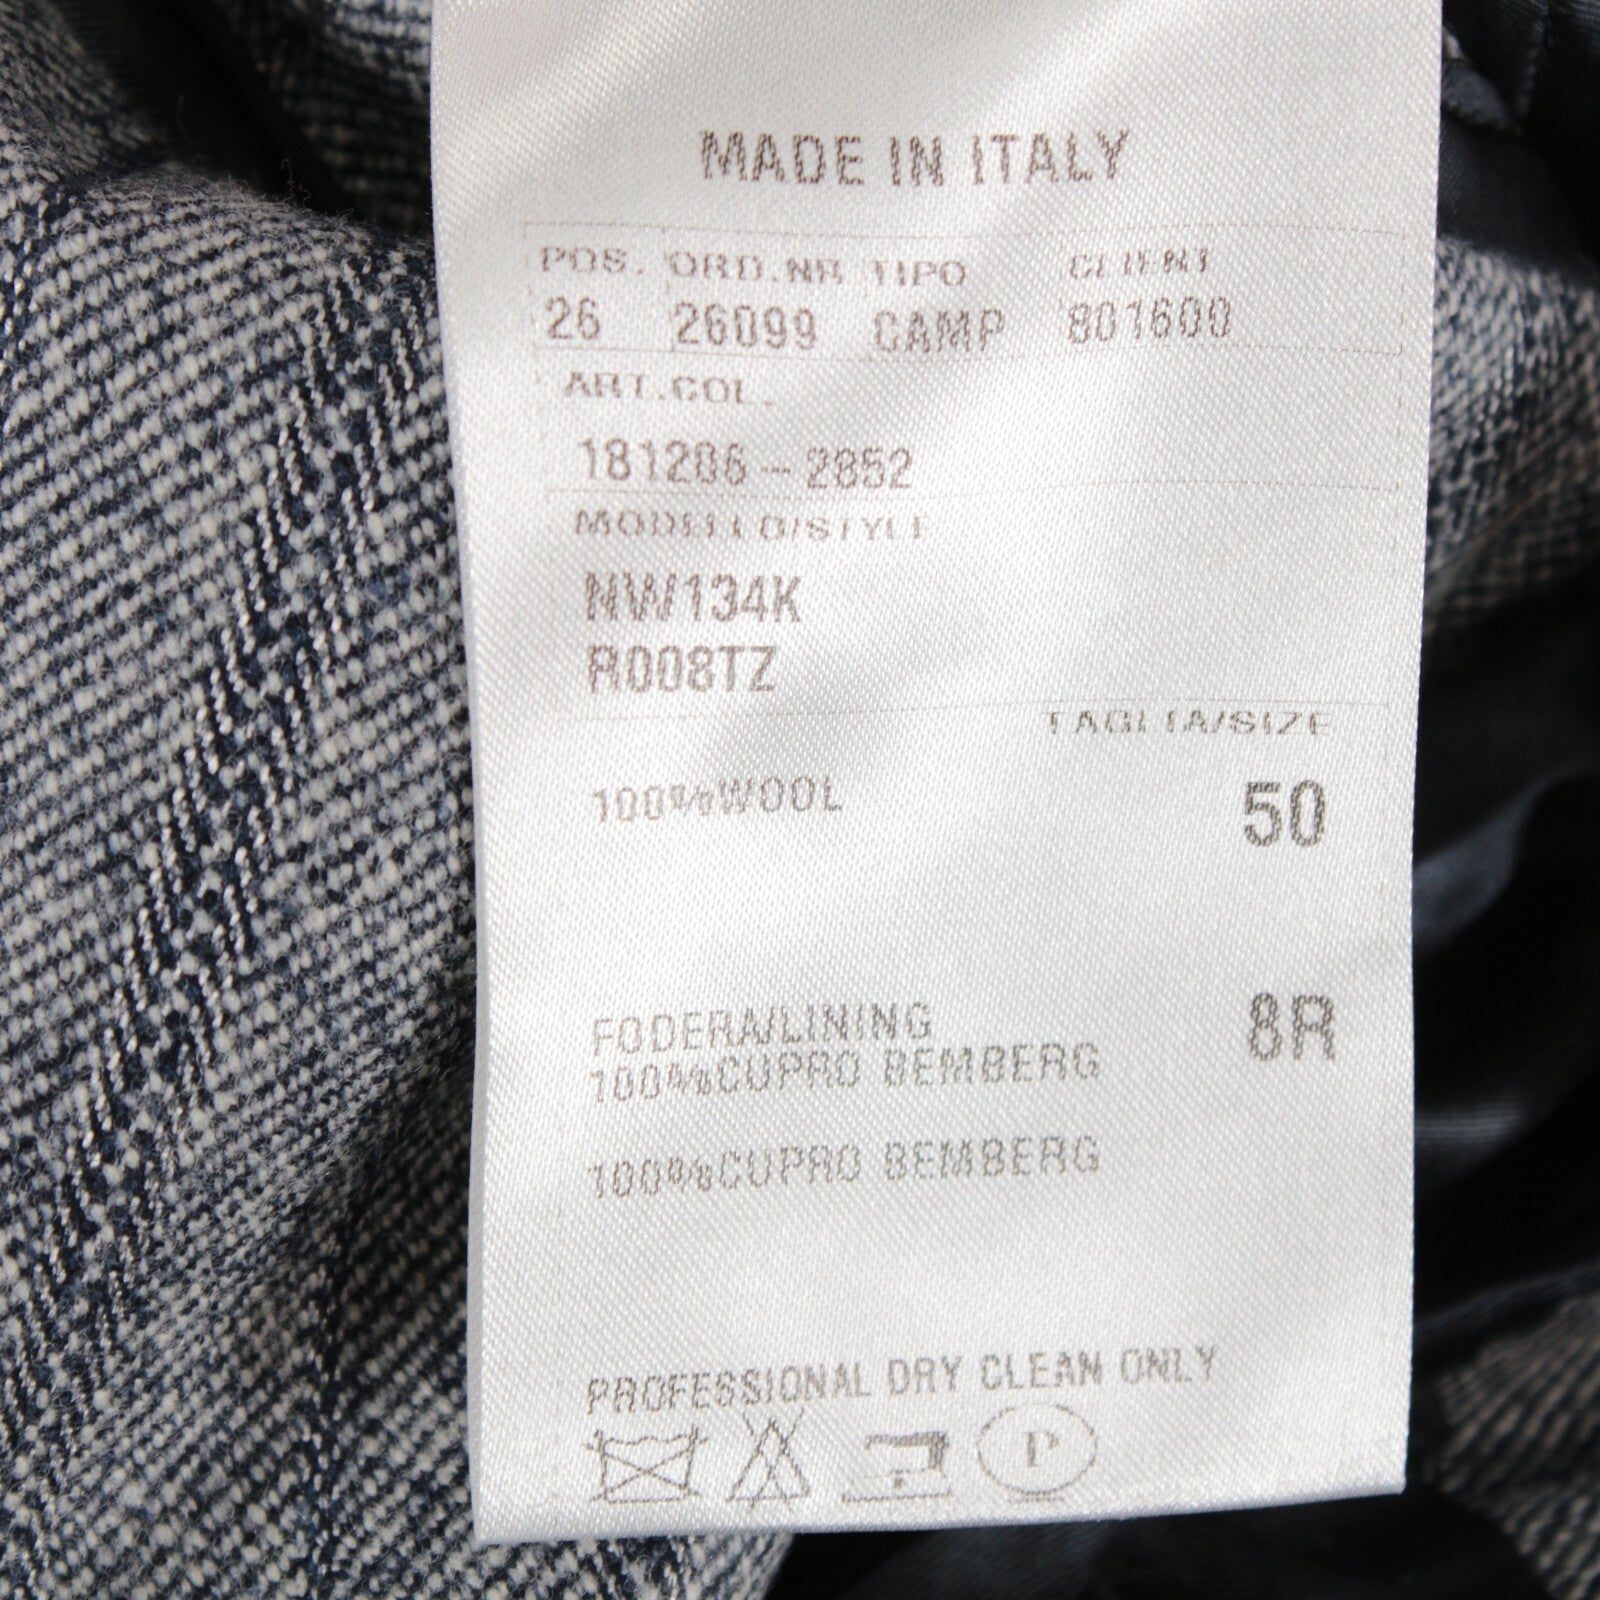 MADE IN ITALY
POS. ORD.NR TIPO CLIENT
26 26099 CAMP 801600
ART.COL.
181206-2852
MODELLO/STYLE
NW134K
R008TZ
TAGLIA/SIZE
100%WOOL 50
FODERA/LINING 8R
100%CUPRO BEMBERG
100%CUPRO BEMBERG
PROFESSIONAL DRY CLEAN ONLY
P